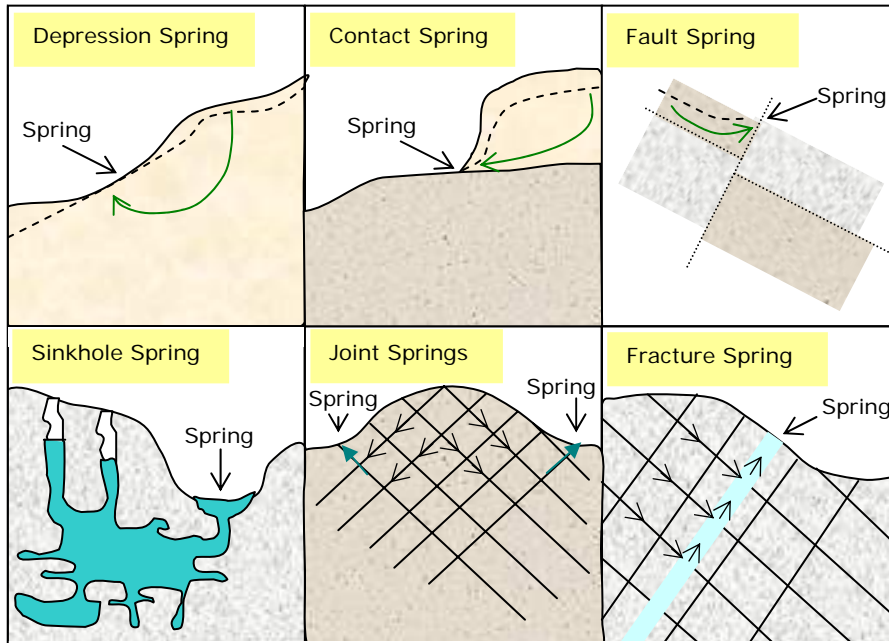 Depression Spring
Spring
Contact Spring
Spring
Fault Spring
Spring
Sinkhole Spring
Spring
Joint Springs
Spring
Spring
Fracture Spring
Spring